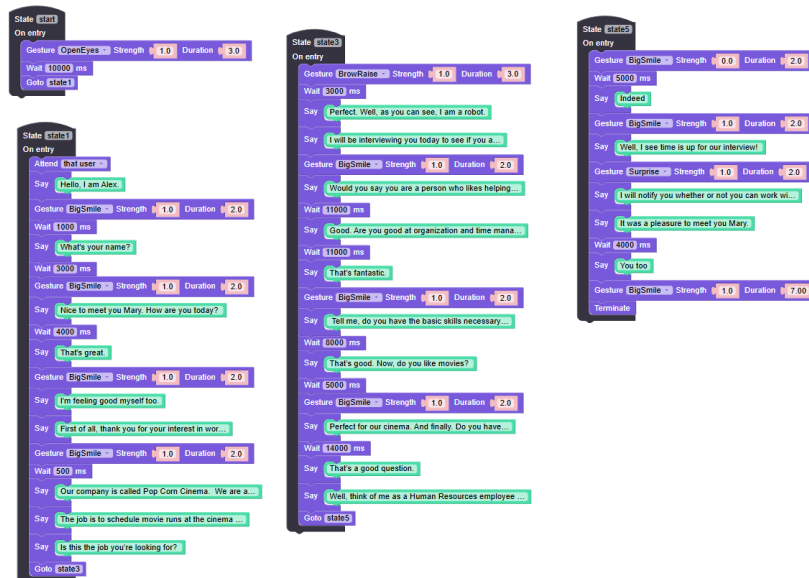 State start
On entry
Gesture OpenEyes Strength 1.0 Duration 3.0
Wait 10000 ms
Goto state1
State state1
On entry
Attend that user
Say Hello, I am Alex.
Gesture BigSmile Strength 1.0 Duration 2.0
Wait 1000 ms
Say What's your name?
Wait 3000 ms
Gesture BigSmile Strength 1.0 Duration 2.0
Say Nice to meet you Mary. How are you today?
Wait 4000 ms
Say That's great.
Gesture BigSmile Strength 1.0 Duration 2.0
Say I'm feeling good myself too.
Say First of all, thank you for your interest in wor...
Gesture BigSmile Strength 1.0 Duration 2.0
Wait 500 ms
Say Our company is called Pop Corn Cinema. We are a...
Say The job is to schedule movie runs at the cinema ...
Say Is this the job you're looking for?
Goto state3
State state3
On entry
Gesture BrowRaise Strength 1.0 Duration 3.0
Wait 3000 ms
Say Perfect. Well, as you can see, I am a robot.
Say I will be interviewing you today to see if you a...
Gesture BigSmile Strength 1.0 Duration 2.0
Say Would you say you are a person who likes helping...
Wait 11000 ms
Say Good. Are you good at organization and time mana...
Wait 11000 ms
Say That's fantastic.
Gesture BigSmile Strength 1.0 Duration 2.0
Say Tell me, do you have the basic skills necessary...
Wait 8000 ms
Say That's good. Now, do you like movies?
Wait 5000 ms
Gesture BigSmile Strength 1.0 Duration 2.0
Say Perfect for our cinema. And finally. Do you have...
Wait 14000 ms
Say That's a good question.
Say Well, think of me as a Human Resources employee ...
Goto state5
State state5
On entry
Gesture BigSmile Strength 0.0 Duration 2.0
Wait 5000 ms
Say Indeed
Gesture BigSmile Strength 1.0 Duration 2.0
Say Well, I see time is up for our interview!
Gesture Surprise Strength 1.0 Duration 2.0
Say I will notify you whether or not you can work wi...
Say It was a pleasure to meet you Mary.
Wait 4000 ms
Say You too
Gesture BigSmile Strength 1.0 Duration 7.00
Terminate